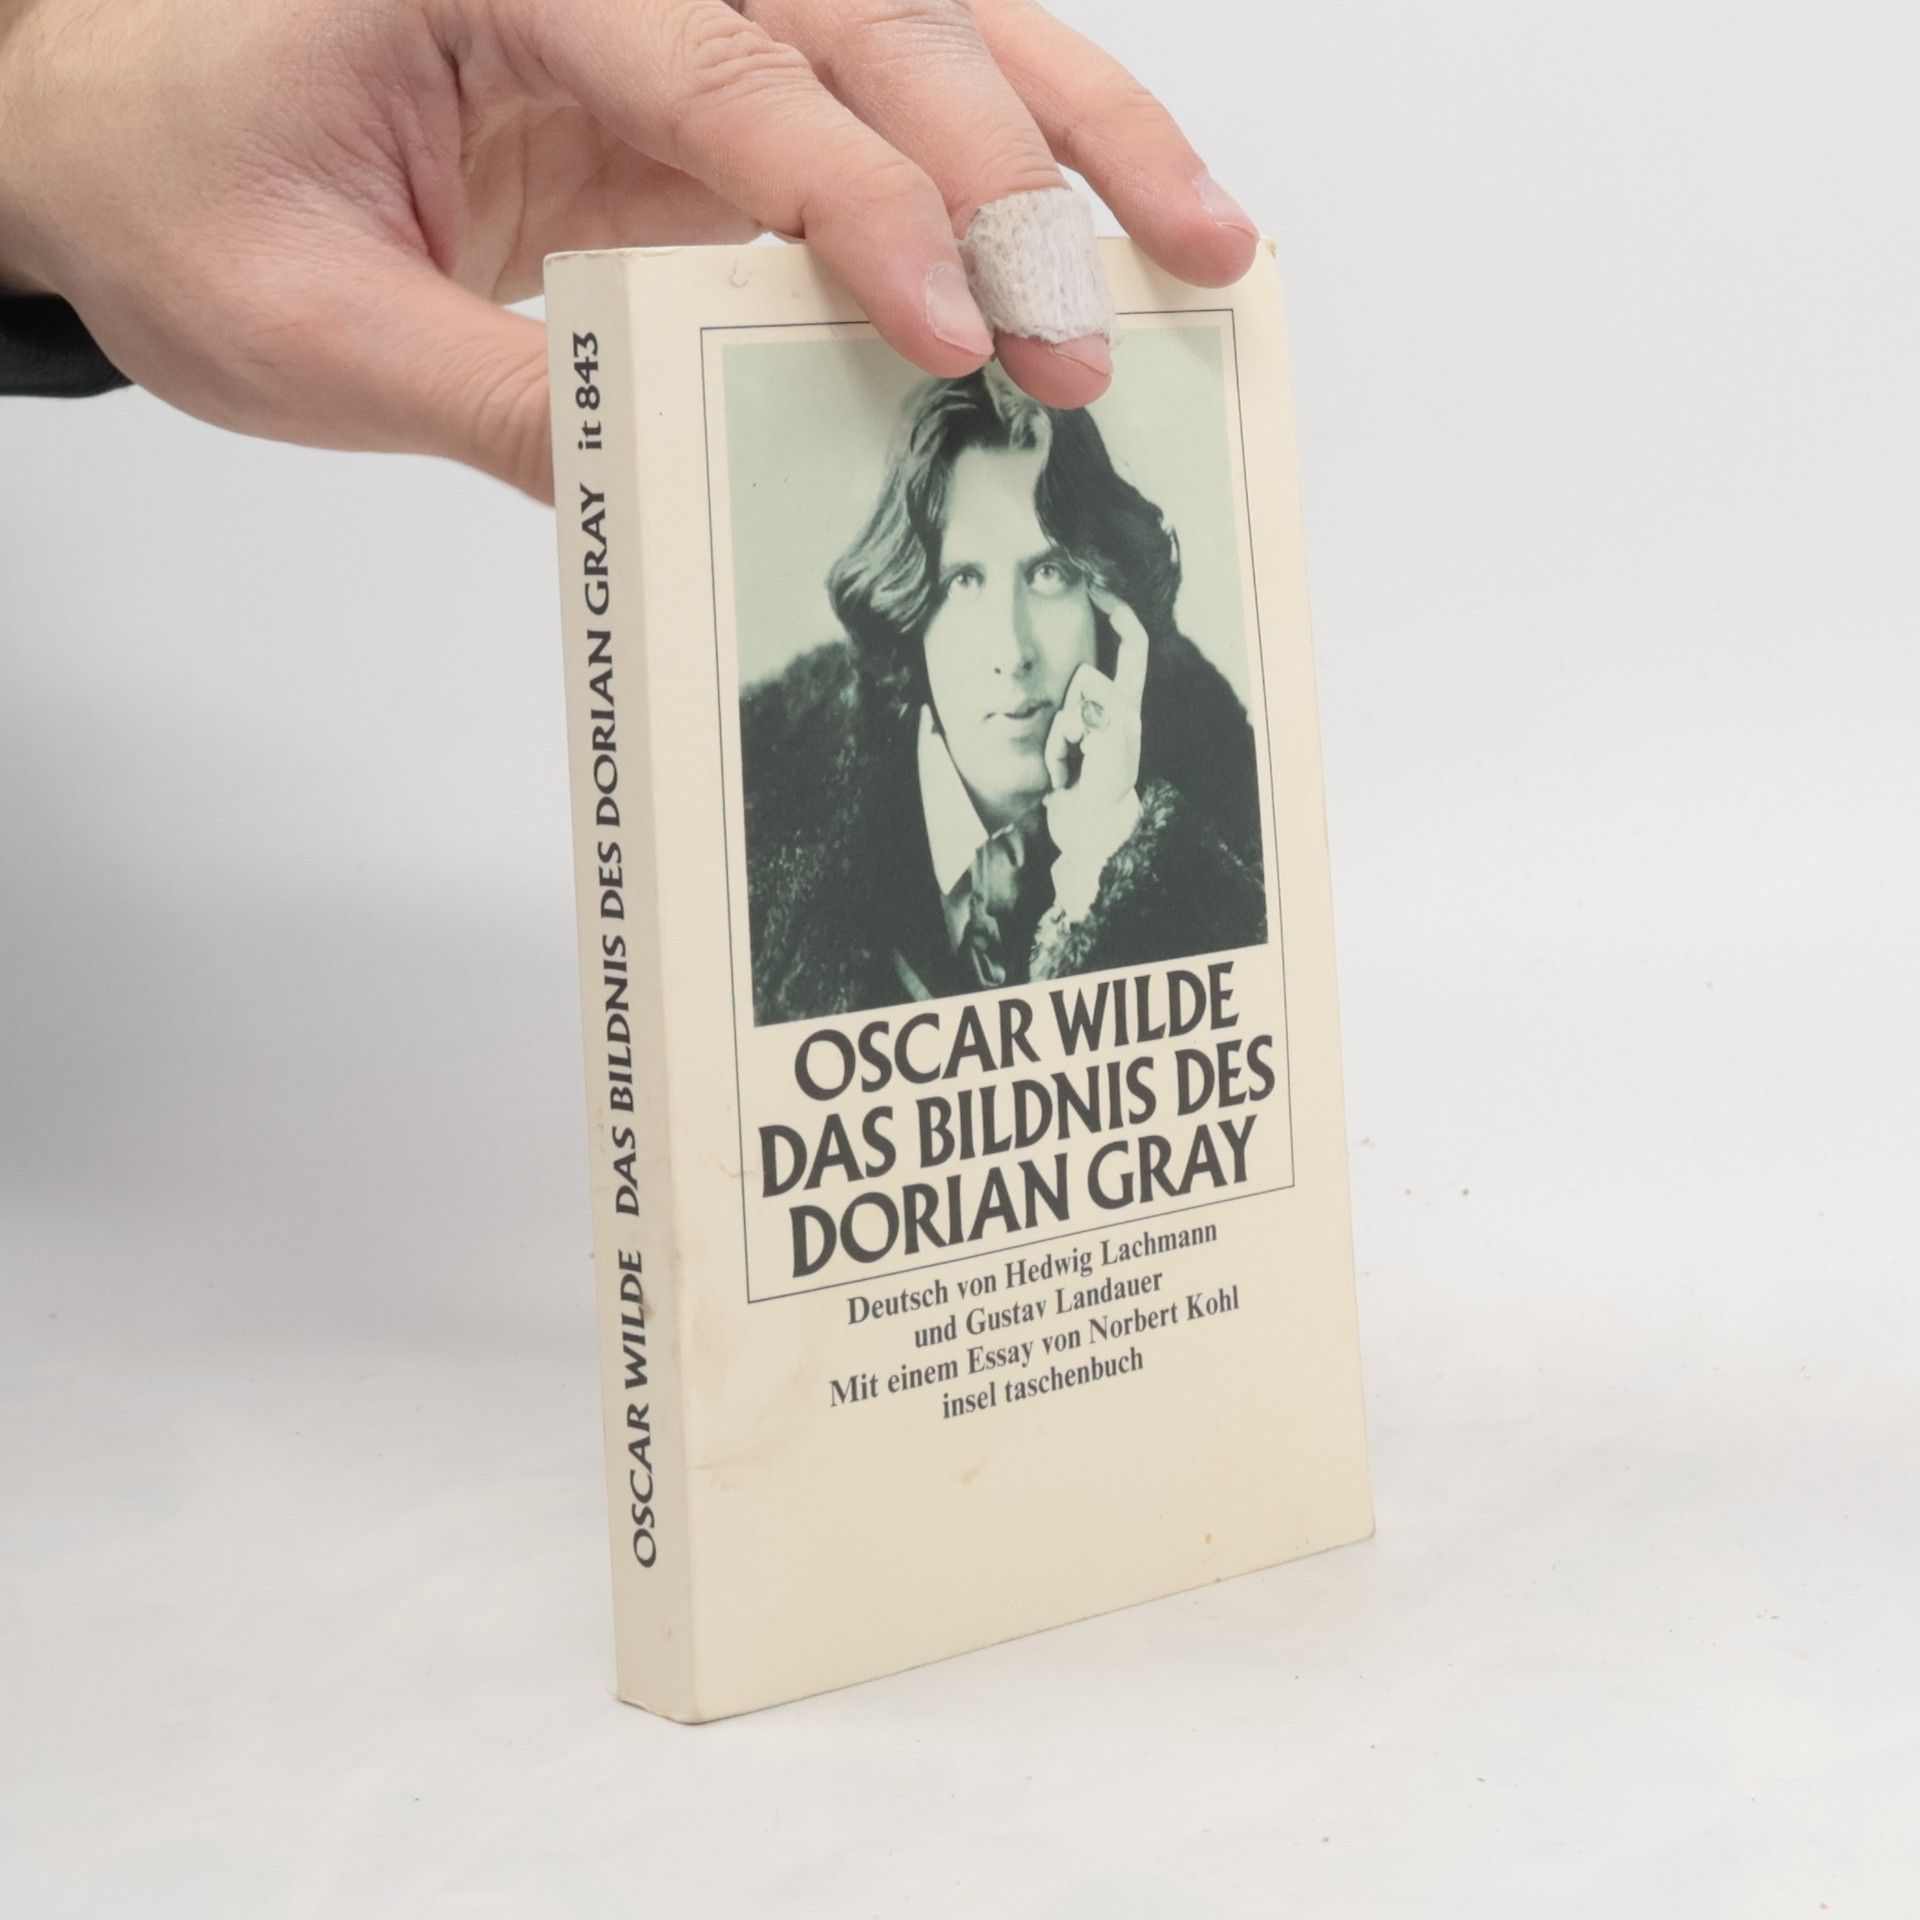 OSCAR WILDE DAS BILDNIS DES DORIAN GRAY it 843
OSCAR WILDE
DAS BILDNIS DES
DORIAN GRAY
Deutsch von Hedwig Lachmann
und Gustav Landauer
Mit einem Essay von Norbert Kohl
insel taschenbuch